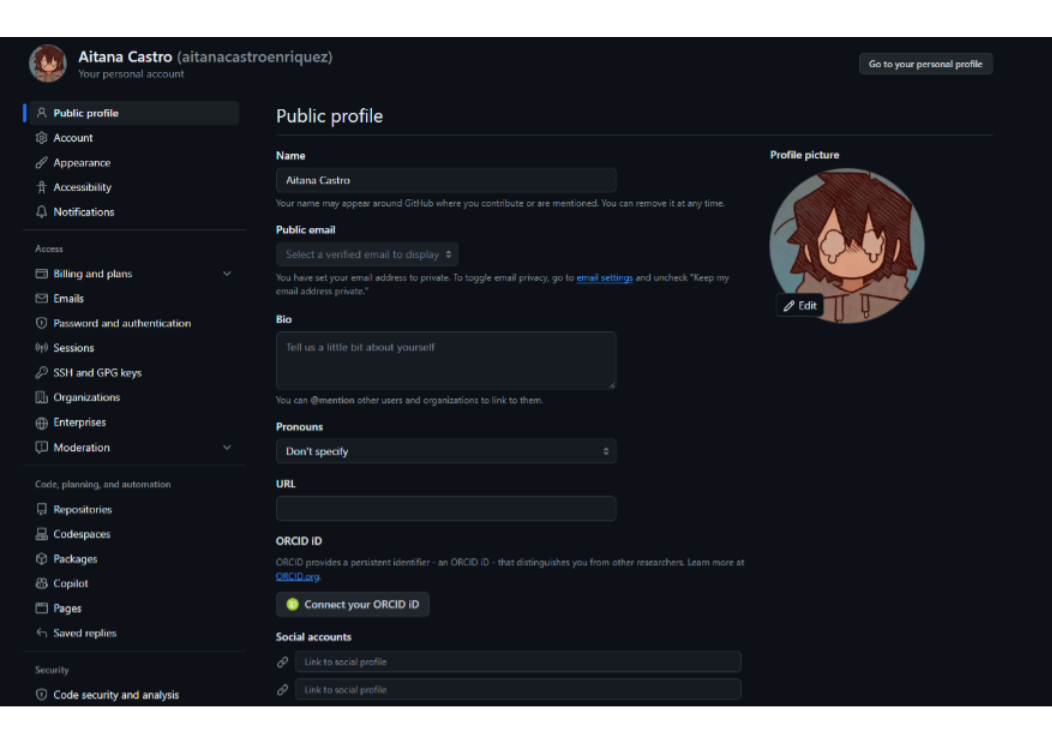 Aitana Castro (aitanacastroenriquez)
Your personal account
Go to your personal profile
Public profile
Account
Appearance
Accessibility
Notifications
Access
Billing and plans
Emails
Password and authentication
Sessions
SSH and GPG keys
Organizations
Enterprises
Moderation
Code, planning, and automation
Repositories
Codespaces
Packages
Copilot
Pages
Saved replies
Security
Code security and analysis
Public profile
Name
Aitana Castro
Your name may appear around GitHub where you contribute or are mentioned. You can remove it at any time.
Public email
Select a verified email to display
You have set your email address to private. To toggle email privacy, go to email settings and uncheck "Keep my
email address private."
Bio
Tell us a little bit about yourself
You can @mention other users and organizations to link to them.
Pronouns
Don't specify
URL
ORCID iD
ORCID provides a persistent identifier - an ORCID iD - that distinguishes you from other researchers. Learn more at
ORCID.org.
Connect your ORCID iD
Social accounts
Link to social profile
Link to social profile
Profile picture
Edit